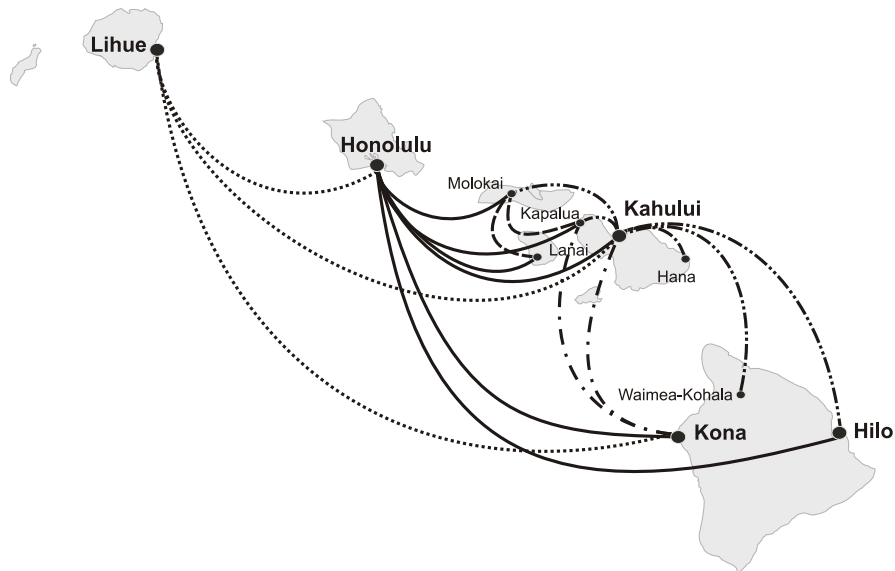 Lihue
Honolulu
Molokai
Kapalua
Kahului
Lanai
Hana
Waimea-Kohala
Kona
Hilo